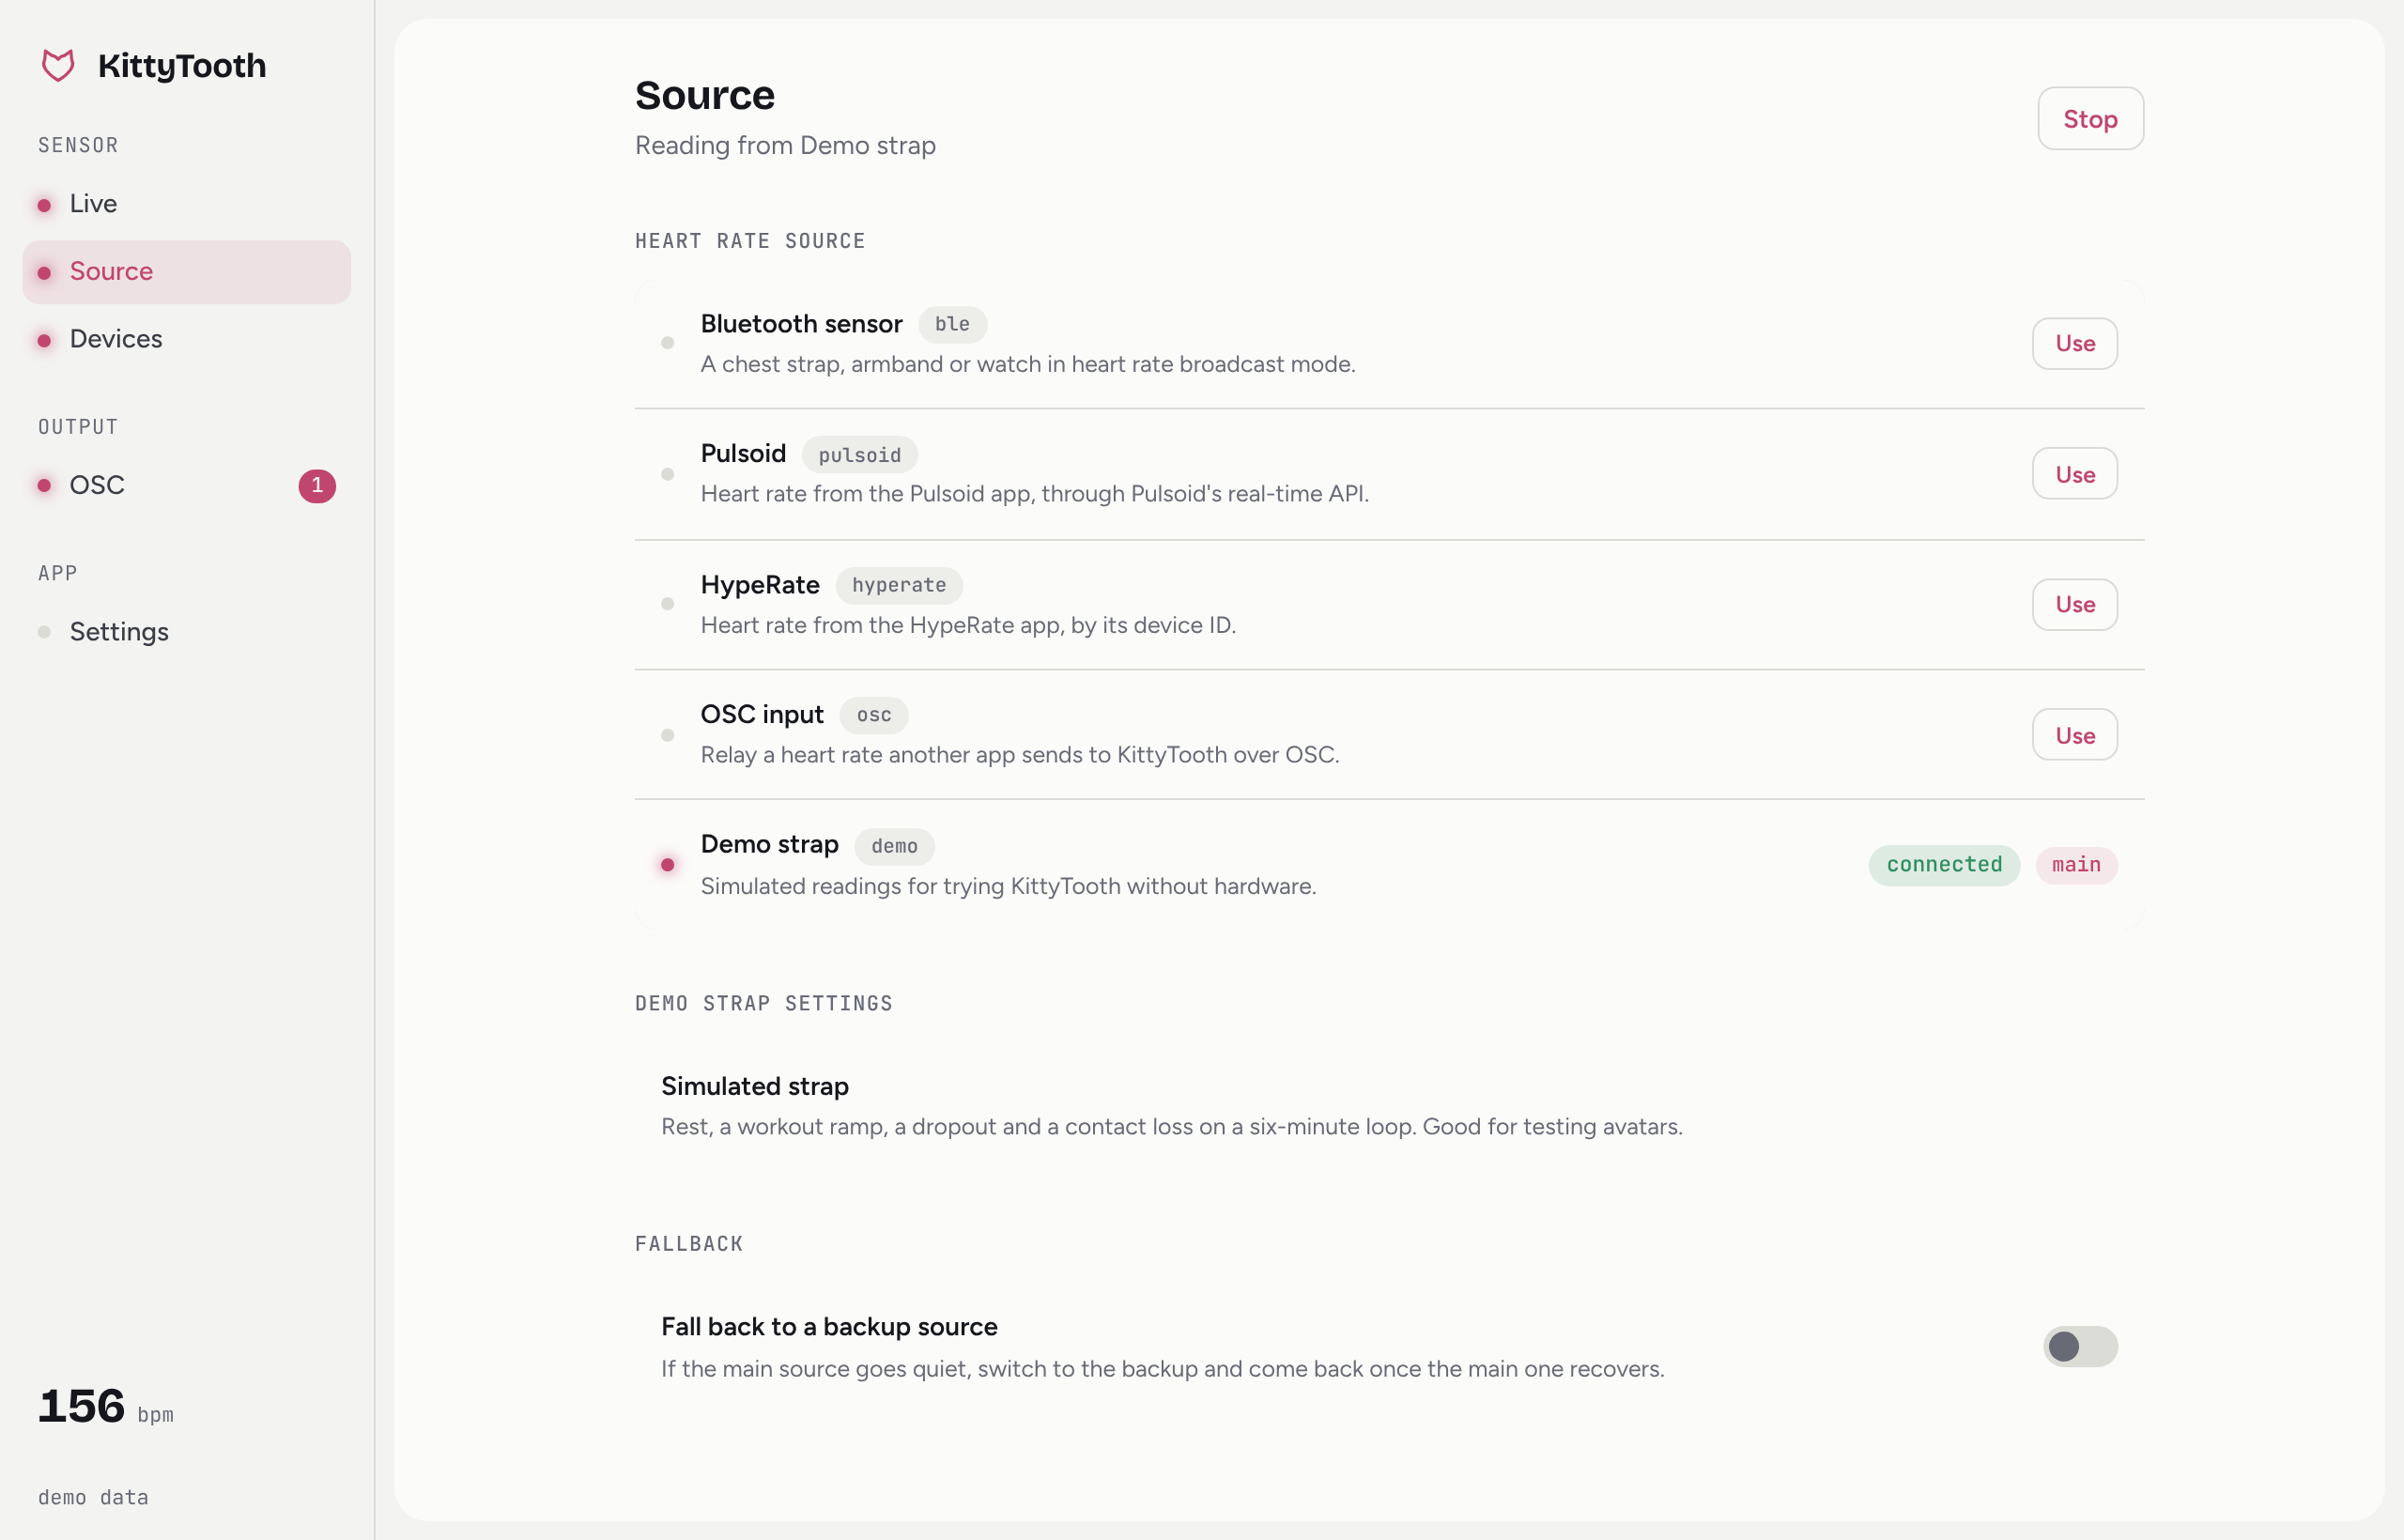 KittyTooth
SENSOR
Live
Source
Devices
OUTPUT
OSC 1
APP
Settings
156 bpm
demo data
Source
Reading from Demo strap
Stop
HEART RATE SOURCE
Bluetooth sensor ble
A chest strap, armband or watch in heart rate broadcast mode.
Use
Pulsoid pulsoid
Heart rate from the Pulsoid app, through Pulsoid's real-time API.
Use
HypeRate hyperate
Heart rate from the HypeRate app, by its device ID.
Use
OSC input osc
Relay a heart rate another app sends to KittyTooth over OSC.
Use
Demo strap demo
Simulated readings for trying KittyTooth without hardware.
connected main
DEMO STRAP SETTINGS
Simulated strap
Rest, a workout ramp, a dropout and a contact loss on a six-minute loop. Good for testing avatars.
FALLBACK
Fall back to a backup source
If the main source goes quiet, switch to the backup and come back once the main one recovers.